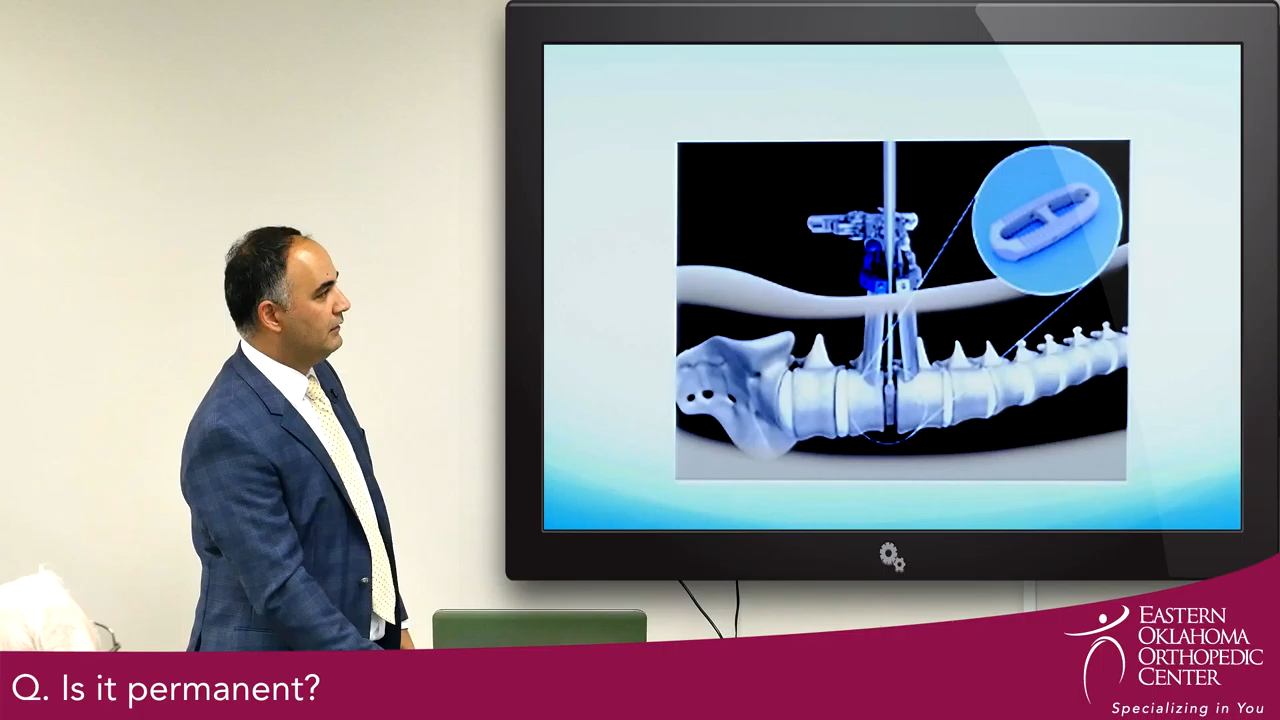 Q. Is it permanent?
EASTERN
OKLAHOMA
ORTHOPEDIC
CENTER
Specializing in You